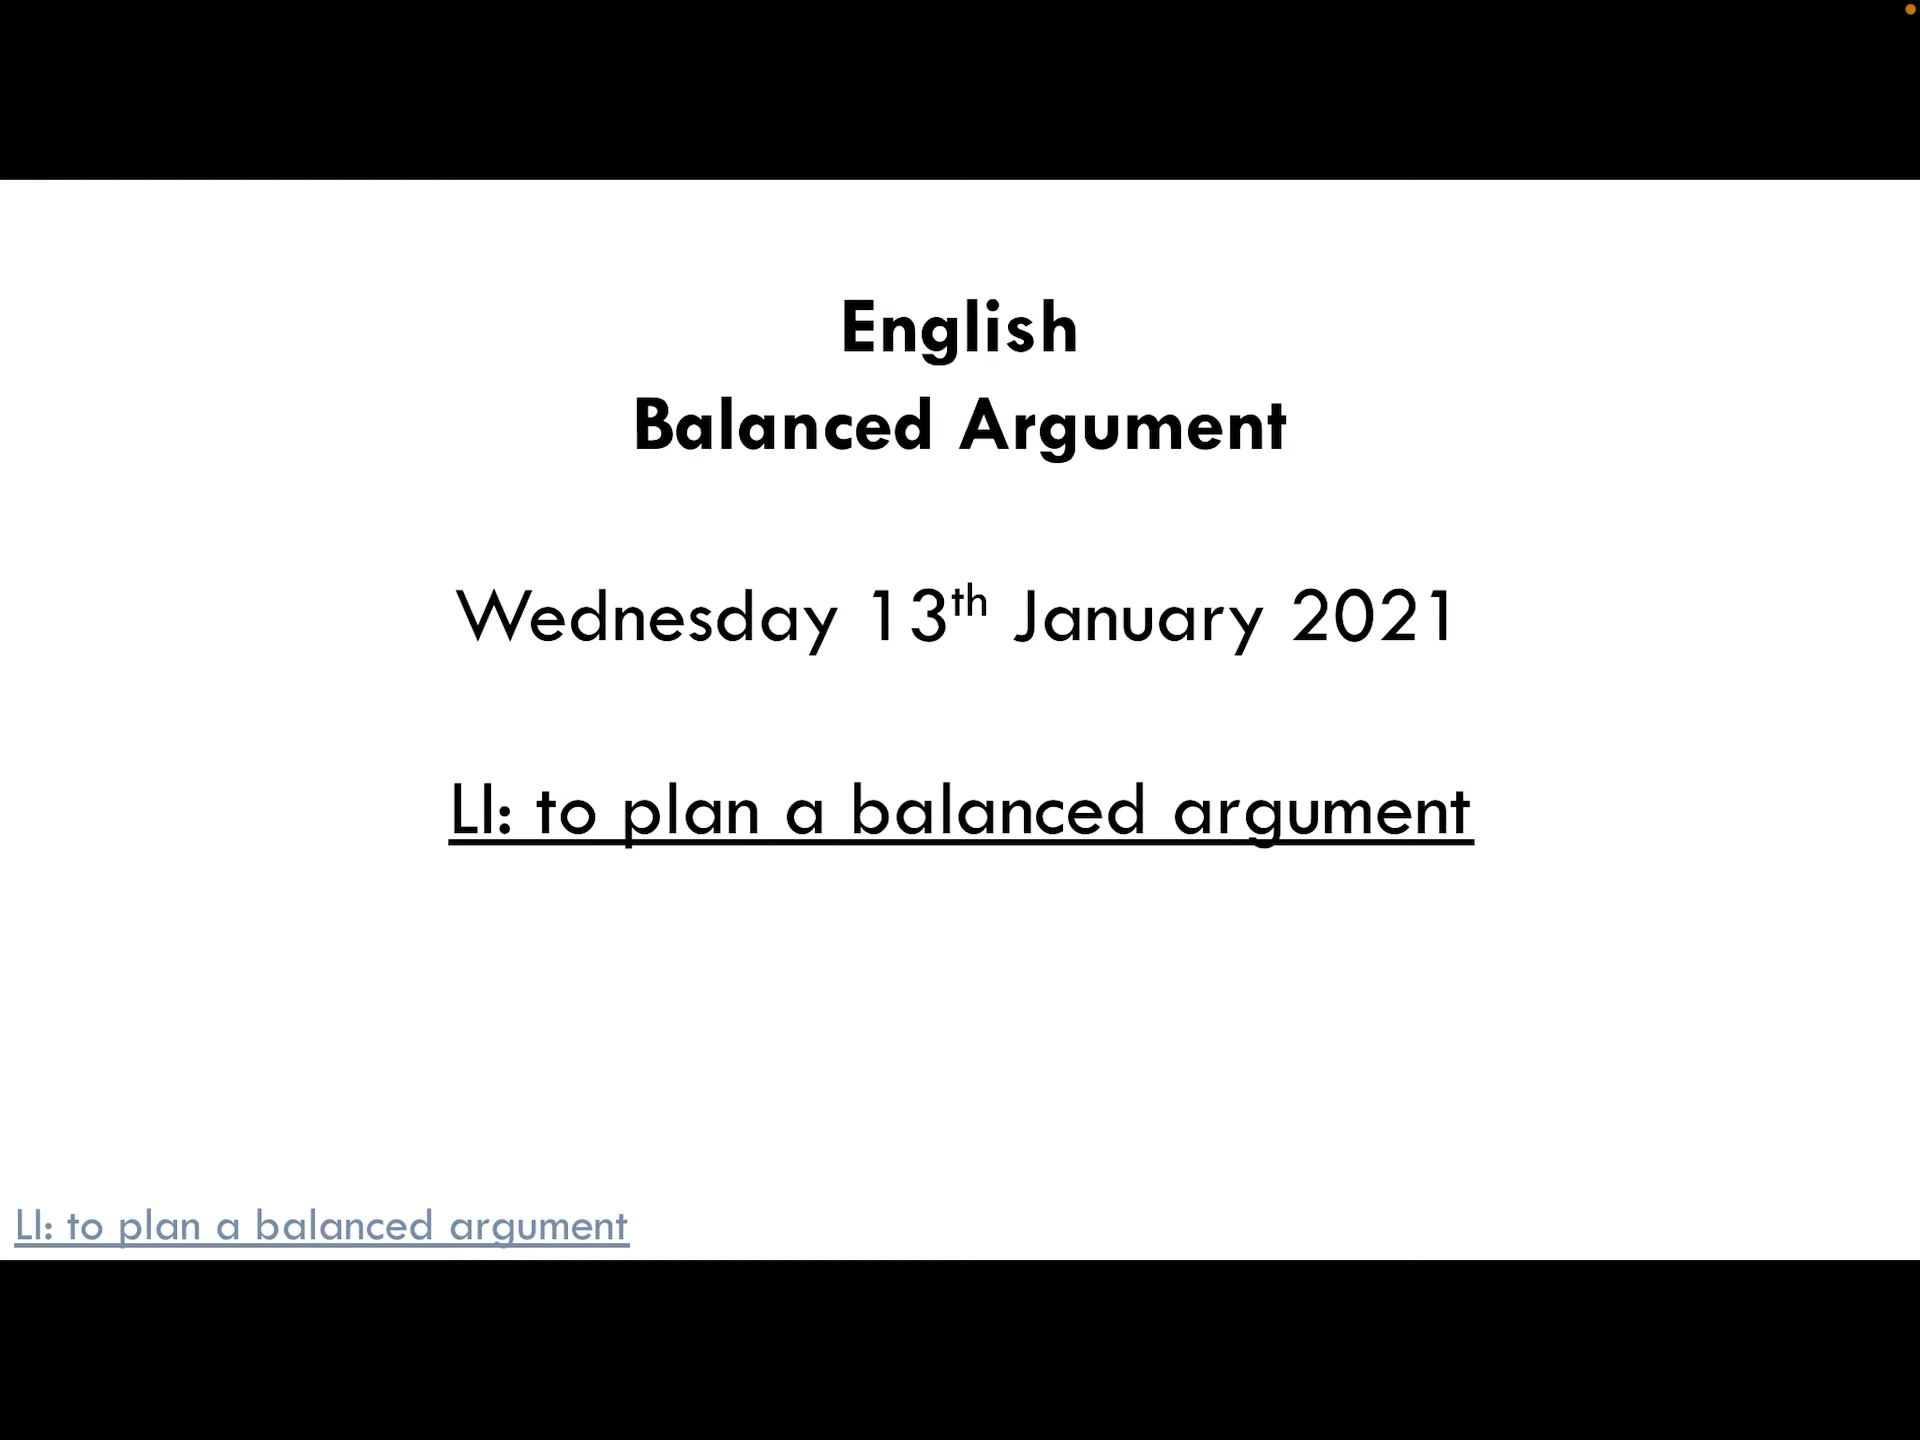 English
Balanced Argument
Wednesday 13th January 2021
LI: to plan a balanced argument
LI: to plan a balanced argument